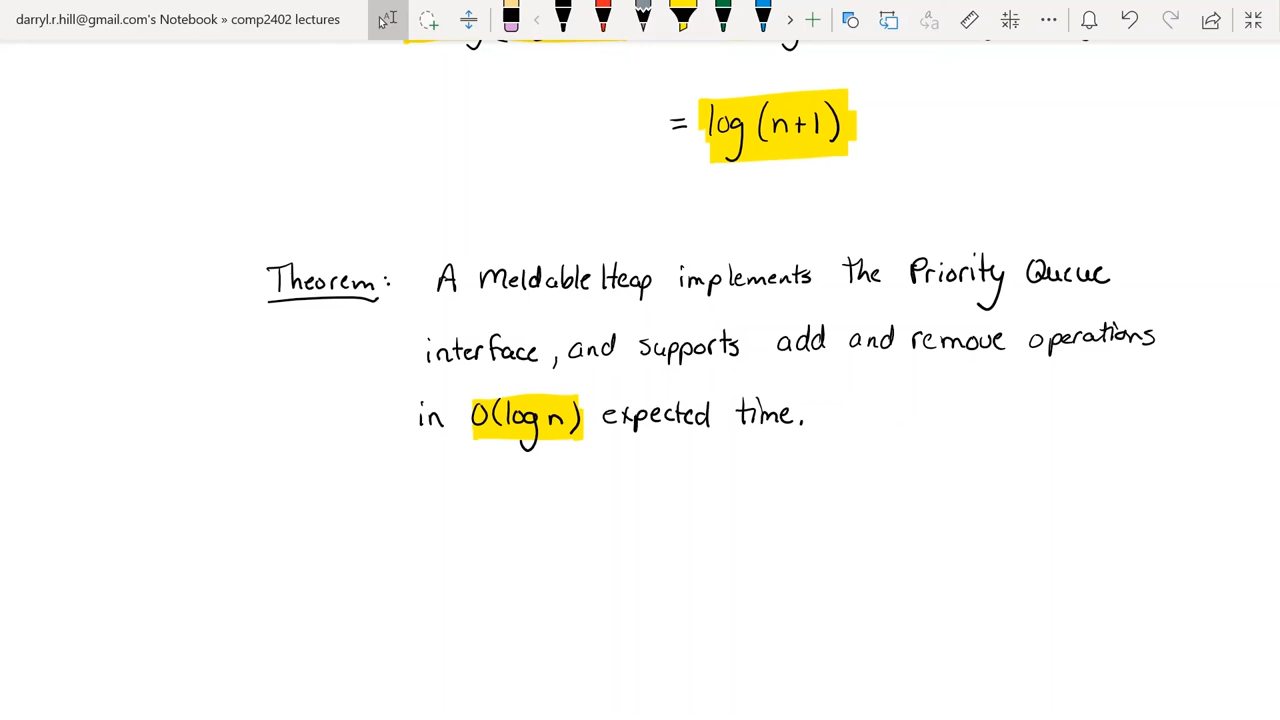 darryl.r.hill@gmail.com's Notebook » comp2402 lectures
= log(n+1)
Theorem: A MeldableHeap implements the Priority Queue
interface, and supports add and remove operations
in O(log n) expected time.